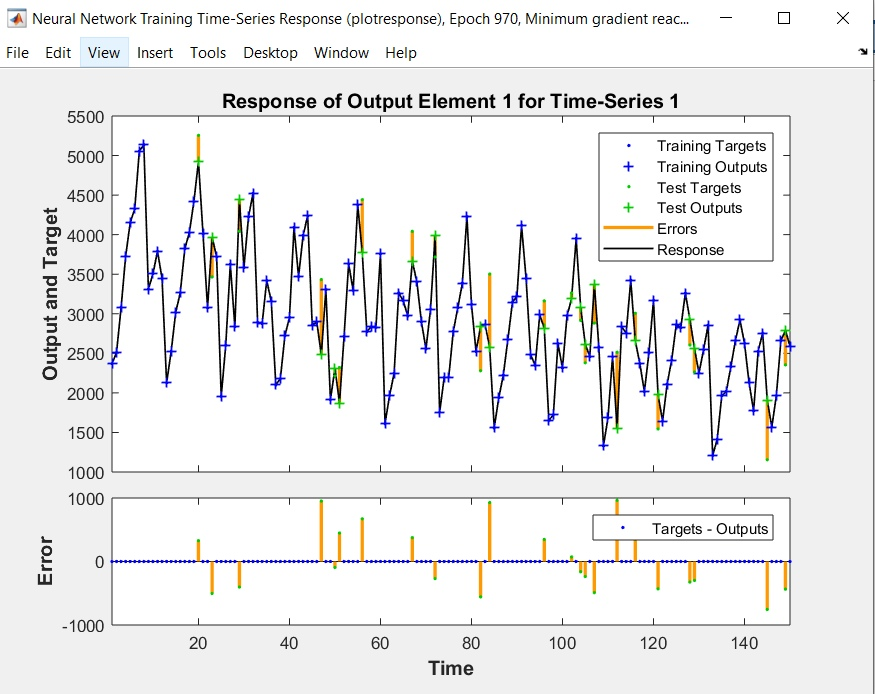 Neural Network Training Time-Series Response (plotresponse), Epoch 970, Minimum gradient reac...
File Edit View Insert Tools Desktop Window Help
Response of Output Element 1 for Time-Series 1
Output and Target
5500
5000
4500
4000
3500
3000
2500
2000
1500
1000
Training Targets
Training Outputs
Test Targets
Test Outputs
Errors
Response
Error
1000
0
-1000
Targets - Outputs
20 40 60 80 100 120 140
Time